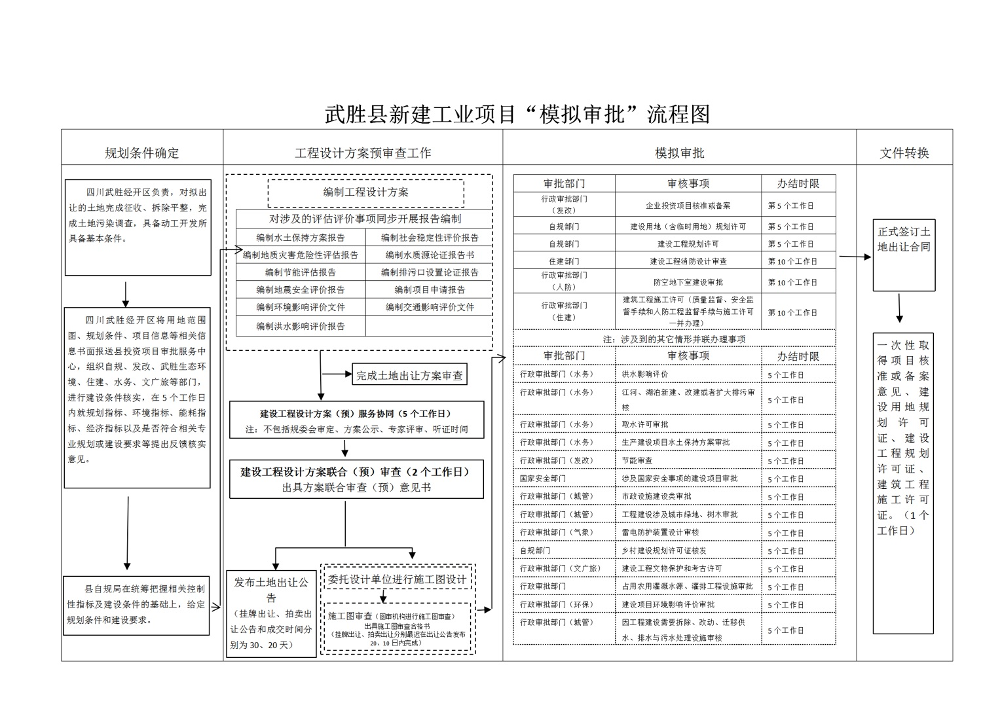 武胜县新建工业项目“模拟审批”流程图
规划条件确定
工程设计方案预审查工作
模拟审批
文件转换
四川武胜经开区负责，对拟出
让的土地完成征收、拆除平整，完
成土地污染调查，具备动工开发所
具备基本条件。
四川武胜经开区将用地范围
图、规划条件、项目信息等相关信
息书面报送县投资项目审批服务中
心，组织自规、发改、武胜生态环
境、住建、水务、文广旅等部门，
进行建设条件核实，在 5 个工作日
内就规划指标、环境指标、能耗指
标、经济指标以及是否符合相关专
业规划或建设要求等提出反馈核实
意见。
县自规局在统筹把握相关控制
性指标及建设条件的基础上，给定
规划条件和建设要求。
编制工程设计方案
对涉及的评估评价事项同步开展报告编制
编制水土保持方案报告 编制社会稳定性评价报告
编制地质灾害危险性评估报告 编制水质源论证报告书
编制节能评估报告 编制排污口设置论证报告
编制地震安全评价报告 编制项目申请报告
编制环境影响评价文件 编制交通影响评价文件
编制洪水影响评价报告
完成土地出让方案审查
建设工程设计方案（预）服务协同（5 个工作日）
注：不包括规委会审定、方案公示、专家评审、听证时间
建设工程设计方案联合（预）审查（2 个工作日）
出具方案联合审查（预）意见书
发布土地出让公
告
（挂牌出让、拍卖出
让公告和成交时间分
别为 30、20 天）
委托设计单位进行施工图设计
施工图审查（图审机构进行施工图审查）
出具施工图审查合格书
（挂牌出让、拍卖出让分别最迟在出让公告发布
20、10 日内完成）
审批部门 审核事项 办结时限
行政审批部门
（发改）
企业投资项目核准或备案 第 5 个工作日
自规部门 建设用地（含临时用地）规划许可 第 5 个工作日
自规部门 建设工程规划许可 第 5 个工作日
住建部门 建设工程消防设计审查 第 10 个工作日
行政审批部门
（人防）
防空地下室建设审批 第 10 个工作日
行政审批部门
（住建）
建筑工程施工许可（质量监督、安全监
督手续和人防工程监督手续与施工许可
一并办理）
第 10 个工作日
注：涉及到的其它情形并联办理事项
审批部门 审核事项 办结时限
行政审批部门（水务） 洪水影响评价 5 个工作日
行政审批部门（水务） 江河、湖泊新建、改建或者扩大排污审
核
5 个工作日
行政审批部门（水务） 取水许可审批 5 个工作日
行政审批部门（水务） 生产建设项目水土保持方案审批 5 个工作日
行政审批部门（发改） 节能审查 5 个工作日
国家安全部门 涉及国家安全事项的建设项目审批 5 个工作日
行政审批部门（城管） 市政设施建设类审批 5 个工作日
行政审批部门（城管） 工程建设涉及城市绿地、树木审批 5 个工作日
行政审批部门（气象） 雷电防护装置设计审核 5 个工作日
自规部门 乡村建设规划许可证核发 5 个工作日
行政审批部门（文广旅） 建设工程文物保护和考古许可 5 个工作日
行政审批部门 占用农用灌溉水源、灌排工程设施审批 5 个工作日
行政审批部门（环保） 建设项目环境影响评价审批 5 个工作日
行政审批部门（城管） 因工程建设需要拆除、改动、迁移供
水、排水与污水处理设施审核
5 个工作日
正式签订土
地出让合同
一次性取
得项目核
准或备案
意见、建
设用地规
划许可
证、建设
工程规划
许可证、
建筑工程
施工许可
证。（1 个
工作日）